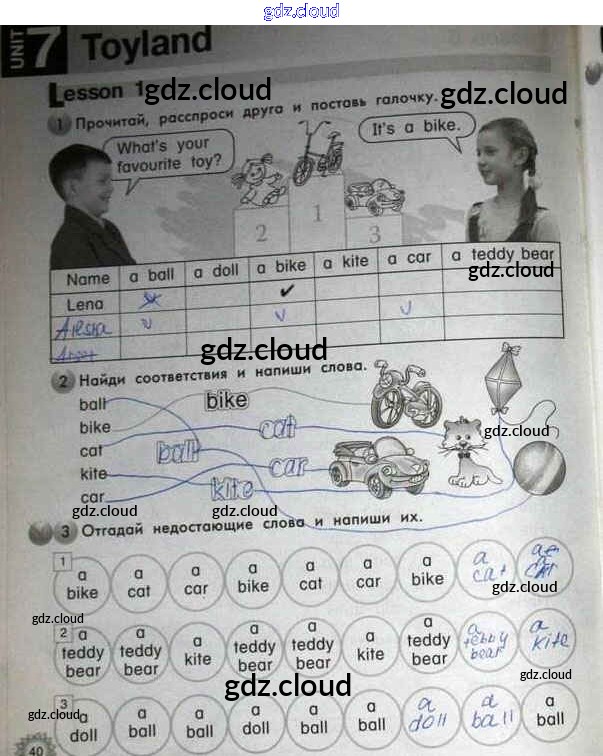 gdz.cloud
UNIT 7 Toyland
Lesson 1
gdz.cloud
gdz.cloud
1 Прочитай, расспроси друга и поставь галочку.
What's your favourite toy?
It's a bike.
2 1 3
Name a ball a doll a bike a kite a car a teddy bear
gdz.cloud
Lena ✔
v v v
gdz.cloud
2 Найди соответствия и напиши слова.
ball bike
bike cat
gdz.cloud
cat ball
kite car
car kite
gdz.cloud
gdz.cloud
3 Отгадай недостающие слова и напиши их.
1 a bike a cat a car a bike a cat a car a bike a cat a car
gdz.cloud
gdz.cloud
2 a teddy bear a teddy bear a kite a teddy bear a teddy bear a kite a teddy bear a teddy bear a kite
gdz.cloud
gdz.cloud
3 a doll a ball a ball a doll a ball a ball a doll a ball a ball
gdz.cloud
gdz.cloud
40